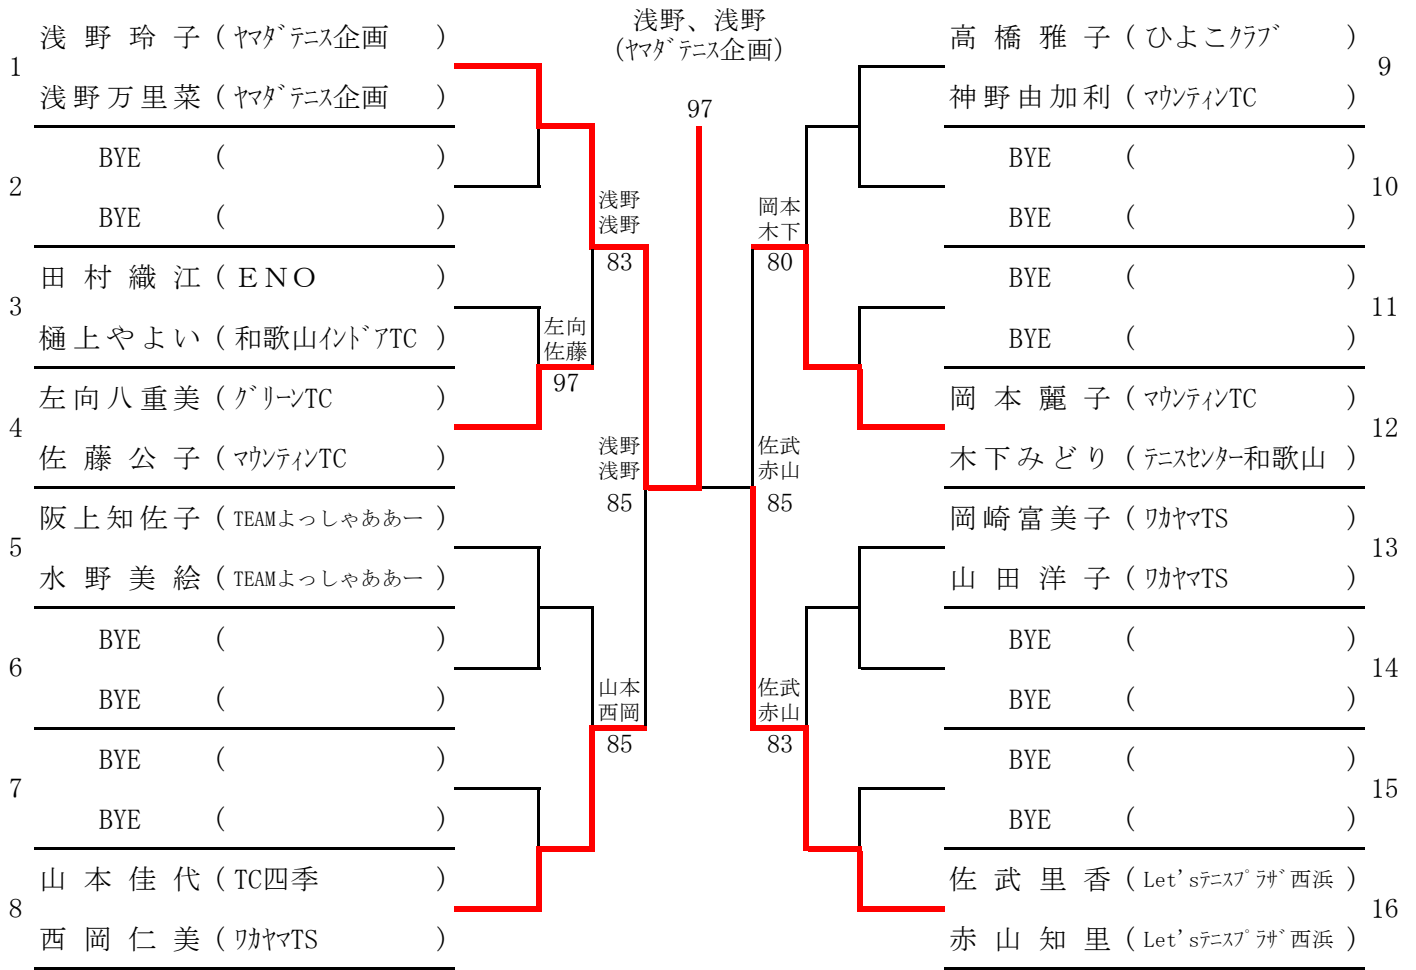 浅野、浅野
(ﾔﾏﾀﾞﾃﾆｽ企画)
97
1
浅野玲子(ﾔﾏﾀﾞﾃﾆｽ企画)
浅野万里菜(ﾔﾏﾀﾞﾃﾆｽ企画)
2
BYE ( )
BYE ( )
3
田村織江(ＥＮＯ)
樋上やよい(和歌山ｲﾝﾄﾞｱTC)
4
左向八重美(ｸﾞﾘｰﾝTC)
佐藤公子(ﾏｳﾝﾃｨﾝTC)
5
阪上知佐子(TEAMよっしゃああー)
水野美絵(TEAMよっしゃああー)
6
BYE ( )
BYE ( )
7
BYE ( )
BYE ( )
8
山本佳代(TC四季)
西岡仁美(ﾜｶﾔﾏTS)
浅野
浅野
83
左向
佐藤
97
浅野
浅野
85
山本
西岡
85
岡本
木下
80
佐武
赤山
85
佐武
赤山
83
高橋雅子(ひよこｸﾗﾌﾞ)
神野由加利(ﾏｳﾝﾃｨﾝTC)
9
BYE ( )
BYE ( )
10
BYE ( )
BYE ( )
11
岡本麗子(ﾏｳﾝﾃｨﾝTC)
木下みどり(ﾃﾆｽｾﾝﾀｰ和歌山)
12
岡崎富美子(ﾜｶﾔﾏTS)
山田洋子(ﾜｶﾔﾏTS)
13
BYE ( )
BYE ( )
14
BYE ( )
BYE ( )
15
佐武里香(Let'sﾃﾆｽﾌﾟﾗｻﾞ西浜)
赤山知里(Let'sﾃﾆｽﾌﾟﾗｻﾞ西浜)
16